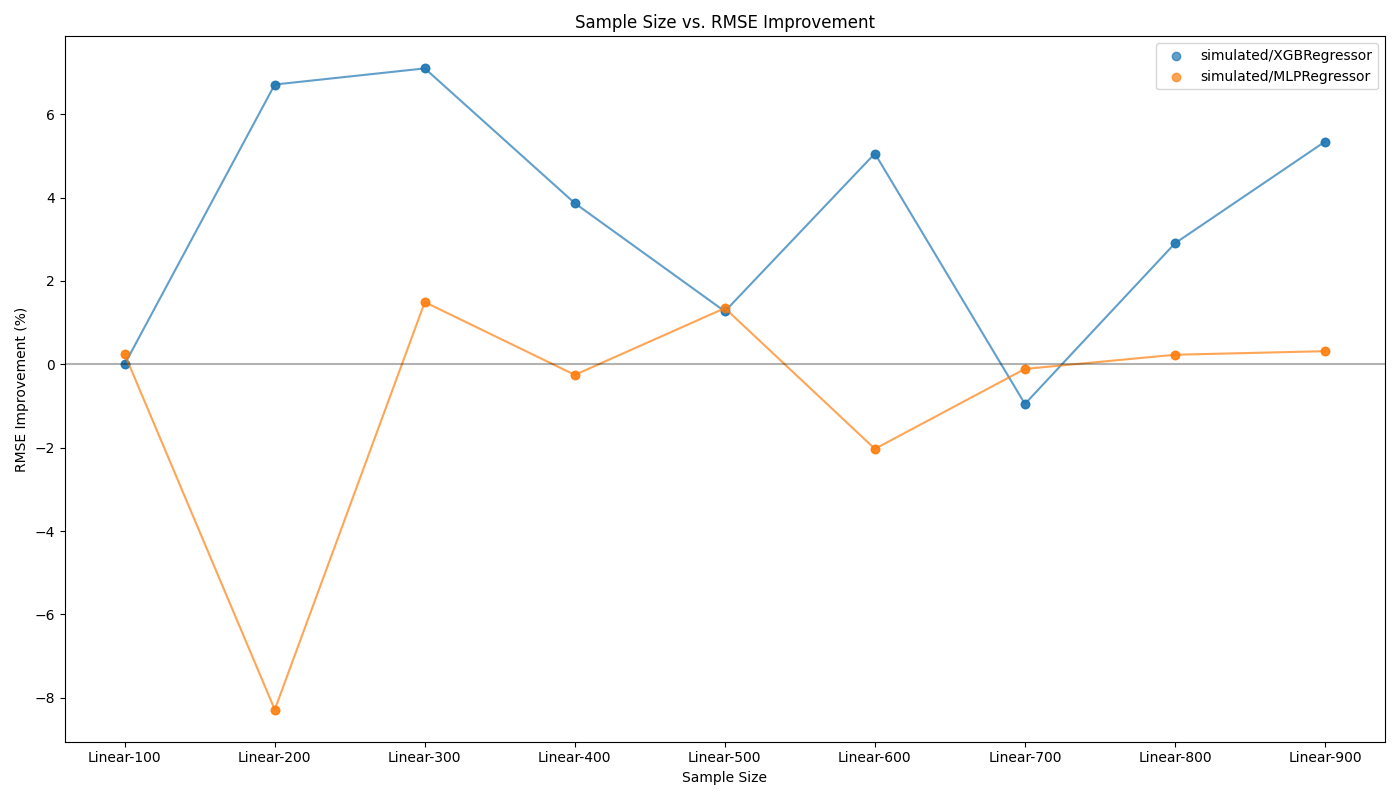 Sample Size vs. RMSE Improvement
simulated/XGBRegressor
simulated/MLPRegressor
RMSE Improvement (%)
6
4
2
0
−2
−4
−6
−8
Linear-100 Linear-200 Linear-300 Linear-400 Linear-500 Linear-600 Linear-700 Linear-800 Linear-900
Sample Size